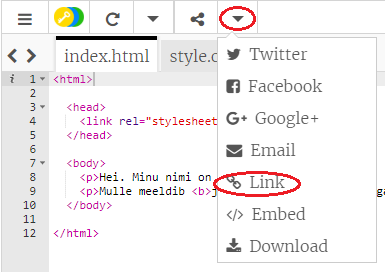 index.html
style.c
Twitter
Facebook
Google+
Email
Link
Embed
Download
i 1 <html>
2
3 <head>
4 <link rel="stylesheet
5 </head>
6
7 <body>
8 <p>Hei. Minu nimi on
9 <p>Mulle meeldib <b>j
10 </body>
11
12 </html>